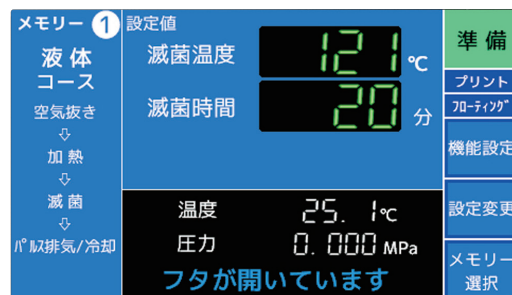 メモリー 1
液体
コース
空気抜き
⇩
加熱
⇩
滅菌
⇩
パルス排気/冷却
設定値
滅菌温度 121 ℃
滅菌時間 20 分
温度 25. 1℃
圧力 0. 000 MPa
フタが開いています
準備
プリント
フローティング
機能設定
設定変更
メモリー
選択